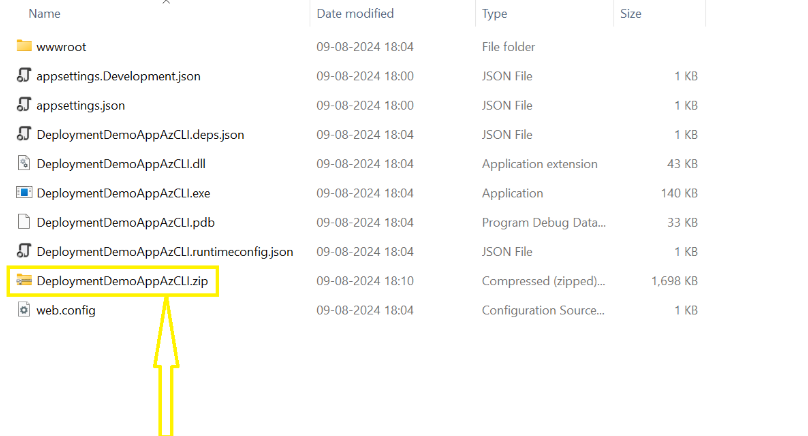 Name Date modified Type Size
wwwroot 09-08-2024 18:04 File folder
appsettings.Development.json 09-08-2024 18:00 JSON File 1 KB
appsettings.json 09-08-2024 18:00 JSON File 1 KB
DeploymentDemoAppAzCLI.deps.json 09-08-2024 18:04 JSON File 1 KB
DeploymentDemoAppAzCLI.dll 09-08-2024 18:04 Application extension 43 KB
DeploymentDemoAppAzCLI.exe 09-08-2024 18:04 Application 140 KB
DeploymentDemoAppAzCLI.pdb 09-08-2024 18:04 Program Debug Data... 33 KB
DeploymentDemoAppAzCLI.runtimeconfig.json 09-08-2024 18:04 JSON File 1 KB
DeploymentDemoAppAzCLI.zip 09-08-2024 18:10 Compressed (zipped)... 1,698 KB
web.config 09-08-2024 18:04 Configuration Source... 1 KB